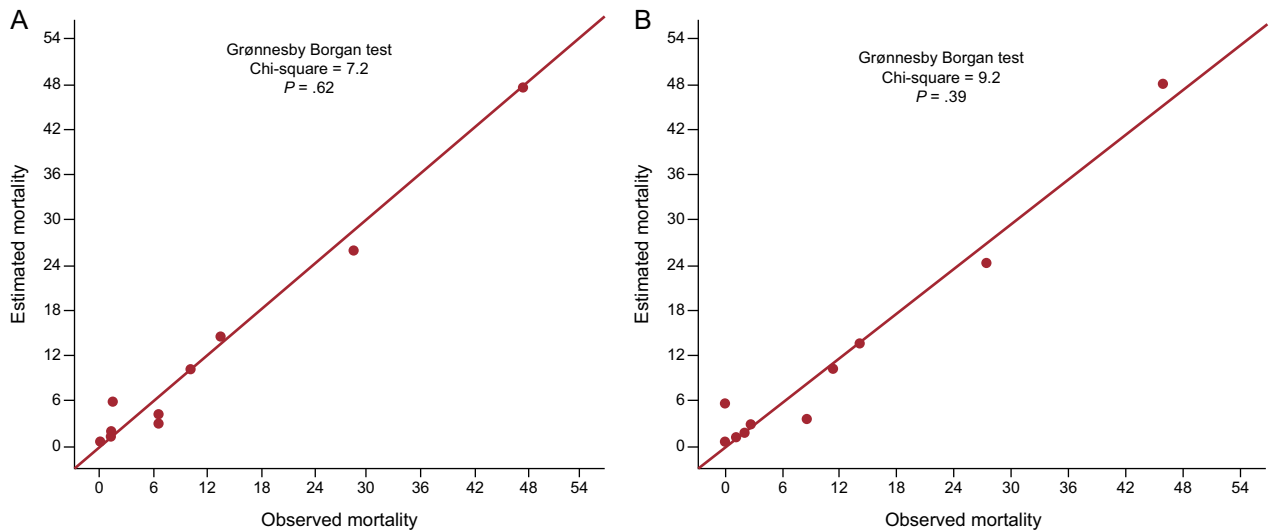 A
Grønnesby Borgan test
Chi-square = 7.2
P = .62
Estimated mortality
54
48
42
36
30
24
18
12
6
0
0 6 12 18 24 30 36 42 48 54
Observed mortality
B
Grønnesby Borgan test
Chi-square = 9.2
P = .39
Estimated mortality
54
48
42
36
30
24
18
12
6
0
0 6 12 18 24 30 36 42 48 54
Observed mortality